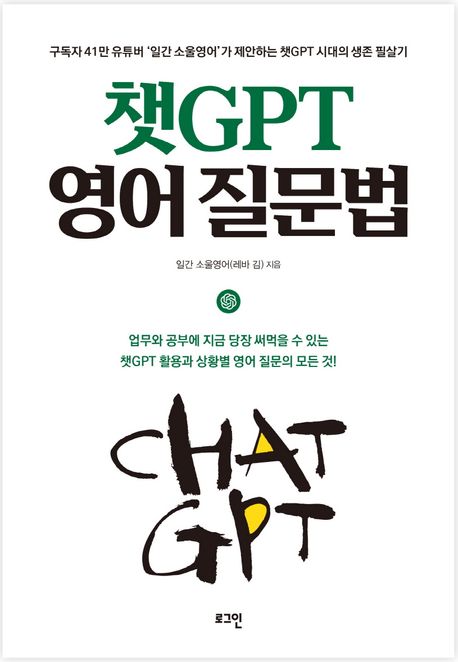 구독자 41만 유튜버 ‘일간 소울영어’가 제안하는 챗GPT 시대의 생존 필살기
챗GPT
영어 질문법
일간 소울영어(레바 김) 지음
업무와 공부에 지금 당장 써먹을 수 있는
챗GPT 활용과 상황별 영어 질문의 모든 것!
CHAT
GPT
로그인